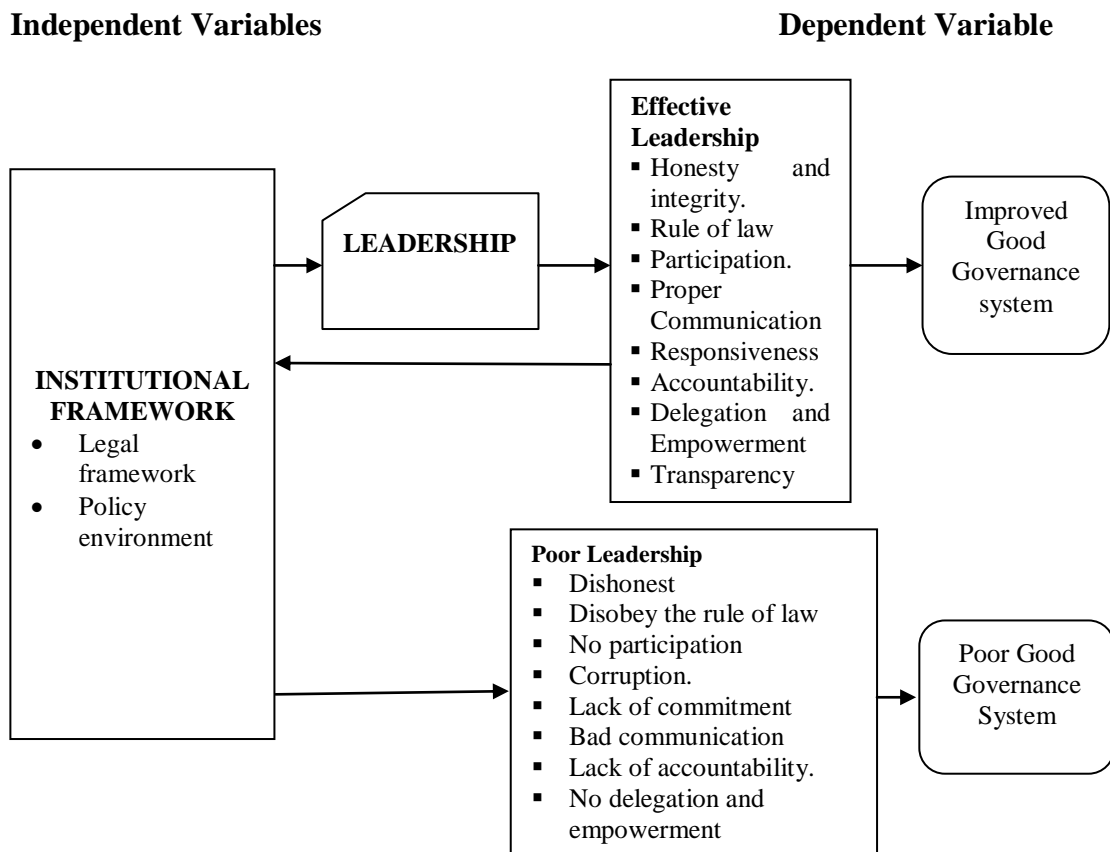 Independent Variables
Dependent Variable
INSTITUTIONAL
FRAMEWORK
• Legal
framework
• Policy
environment
LEADERSHIP
Effective
Leadership
▪ Honesty and
integrity.
▪ Rule of law
▪ Participation.
▪ Proper
Communication
▪ Responsiveness
▪ Accountability.
▪ Delegation and
Empowerment
▪ Transparency
Improved
Good
Governance
system
Poor Leadership
▪ Dishonest
▪ Disobey the rule of law
▪ No participation
▪ Corruption.
▪ Lack of commitment
▪ Bad communication
▪ Lack of accountability.
▪ No delegation and
empowerment
Poor Good
Governance
System